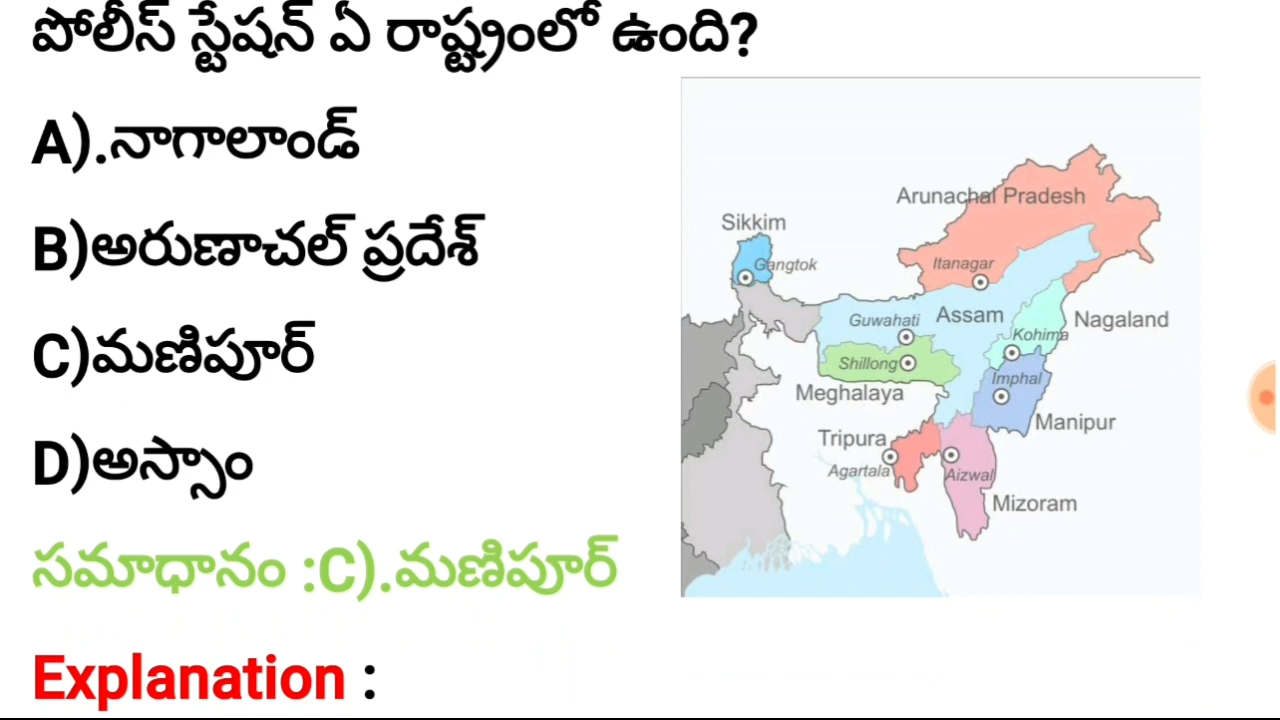 పోలీస్ స్టేషన్ ఏ రాష్ట్రంలో ఉంది?
A).నాగాలాండ్
B)అరుణాచల్ ప్రదేశ్
C)మణిపూర్
D)అస్సాం
సమాధానం :C).మణిపూర్
Explanation :
Arunachal Pradesh
Sikkim
Gangtok
Itanagar
Guwahati
Assam
Nagaland
Kohima
Shillong
Imphal
Meghalaya
Manipur
Tripura
Agartala
Aizwal
Mizoram